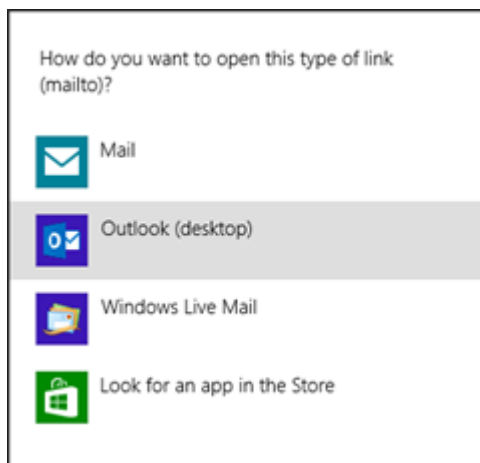 How do you want to open this type of link
(mailto)?
Mail
Outlook (desktop)
Windows Live Mail
Look for an app in the Store